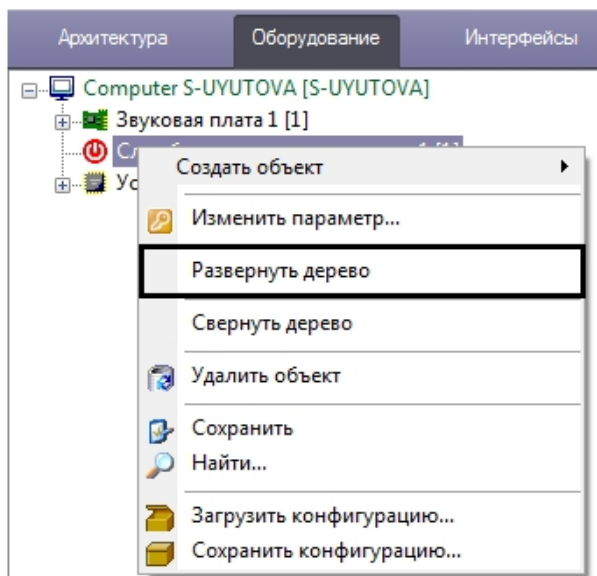 Архитектура Оборудование Интерфейсы
Computer S-UYUTOVA [S-UYUTOVA]
Звуковая плата 1 [1]
Создать объект
Изменить параметр...
Развернуть дерево
Свернуть дерево
Удалить объект
Сохранить
Найти...
Загрузить конфигурацию...
Сохранить конфигурацию...